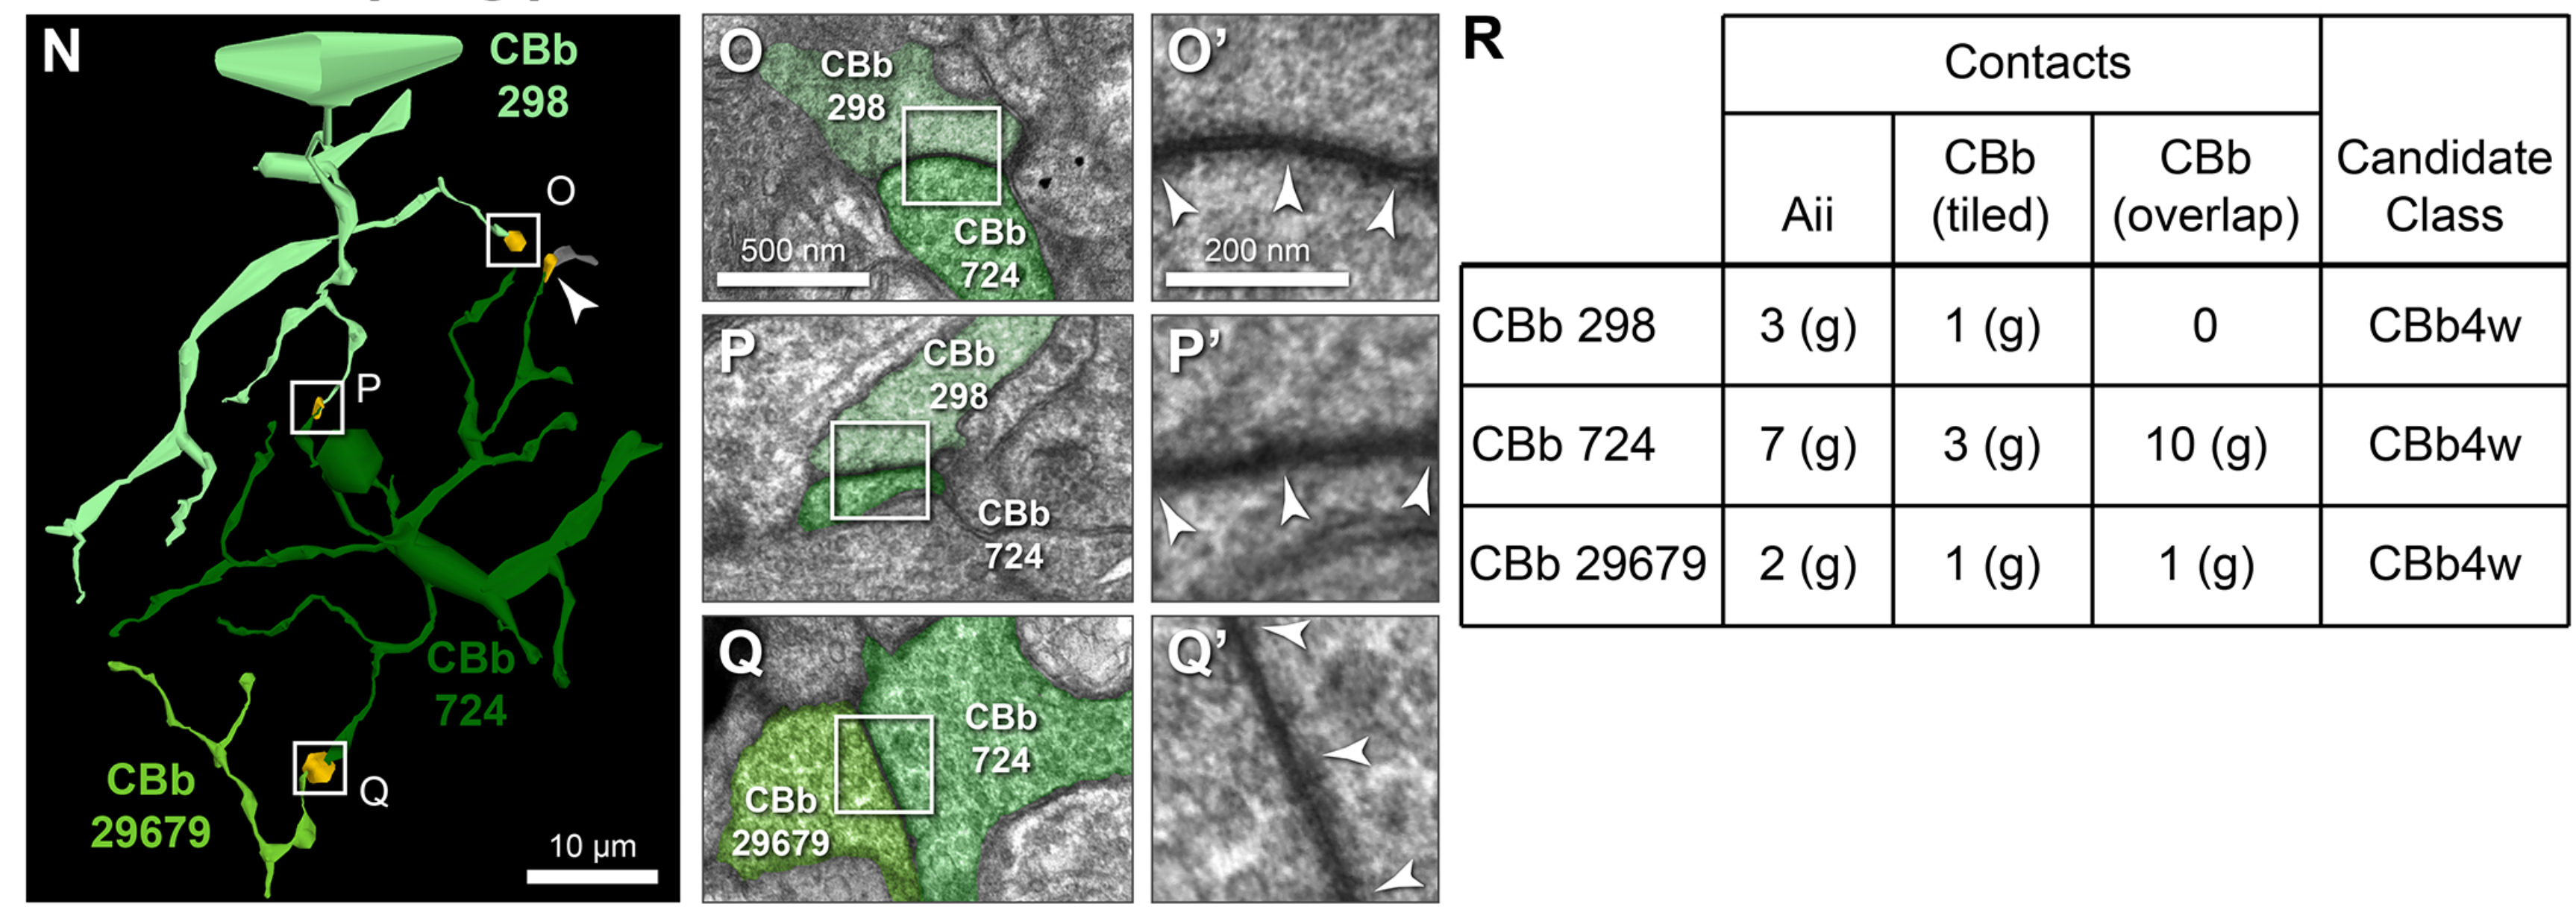 N
CBb
298
O
P
CBb
724
CBb
29679
Q
10 µm
O
CBb
298
CBb
724
500 nm
O’
200 nm
P
CBb
298
CBb
724
P’
Q
CBb
724
CBb
29679
Q’
R
Contacts
Aii
CBb
(tiled)
CBb
(overlap)
Candidate
Class
CBb 298 3 (g) 1 (g) 0 CBb4w
CBb 724 7 (g) 3 (g) 10 (g) CBb4w
CBb 29679 2 (g) 1 (g) 1 (g) CBb4w